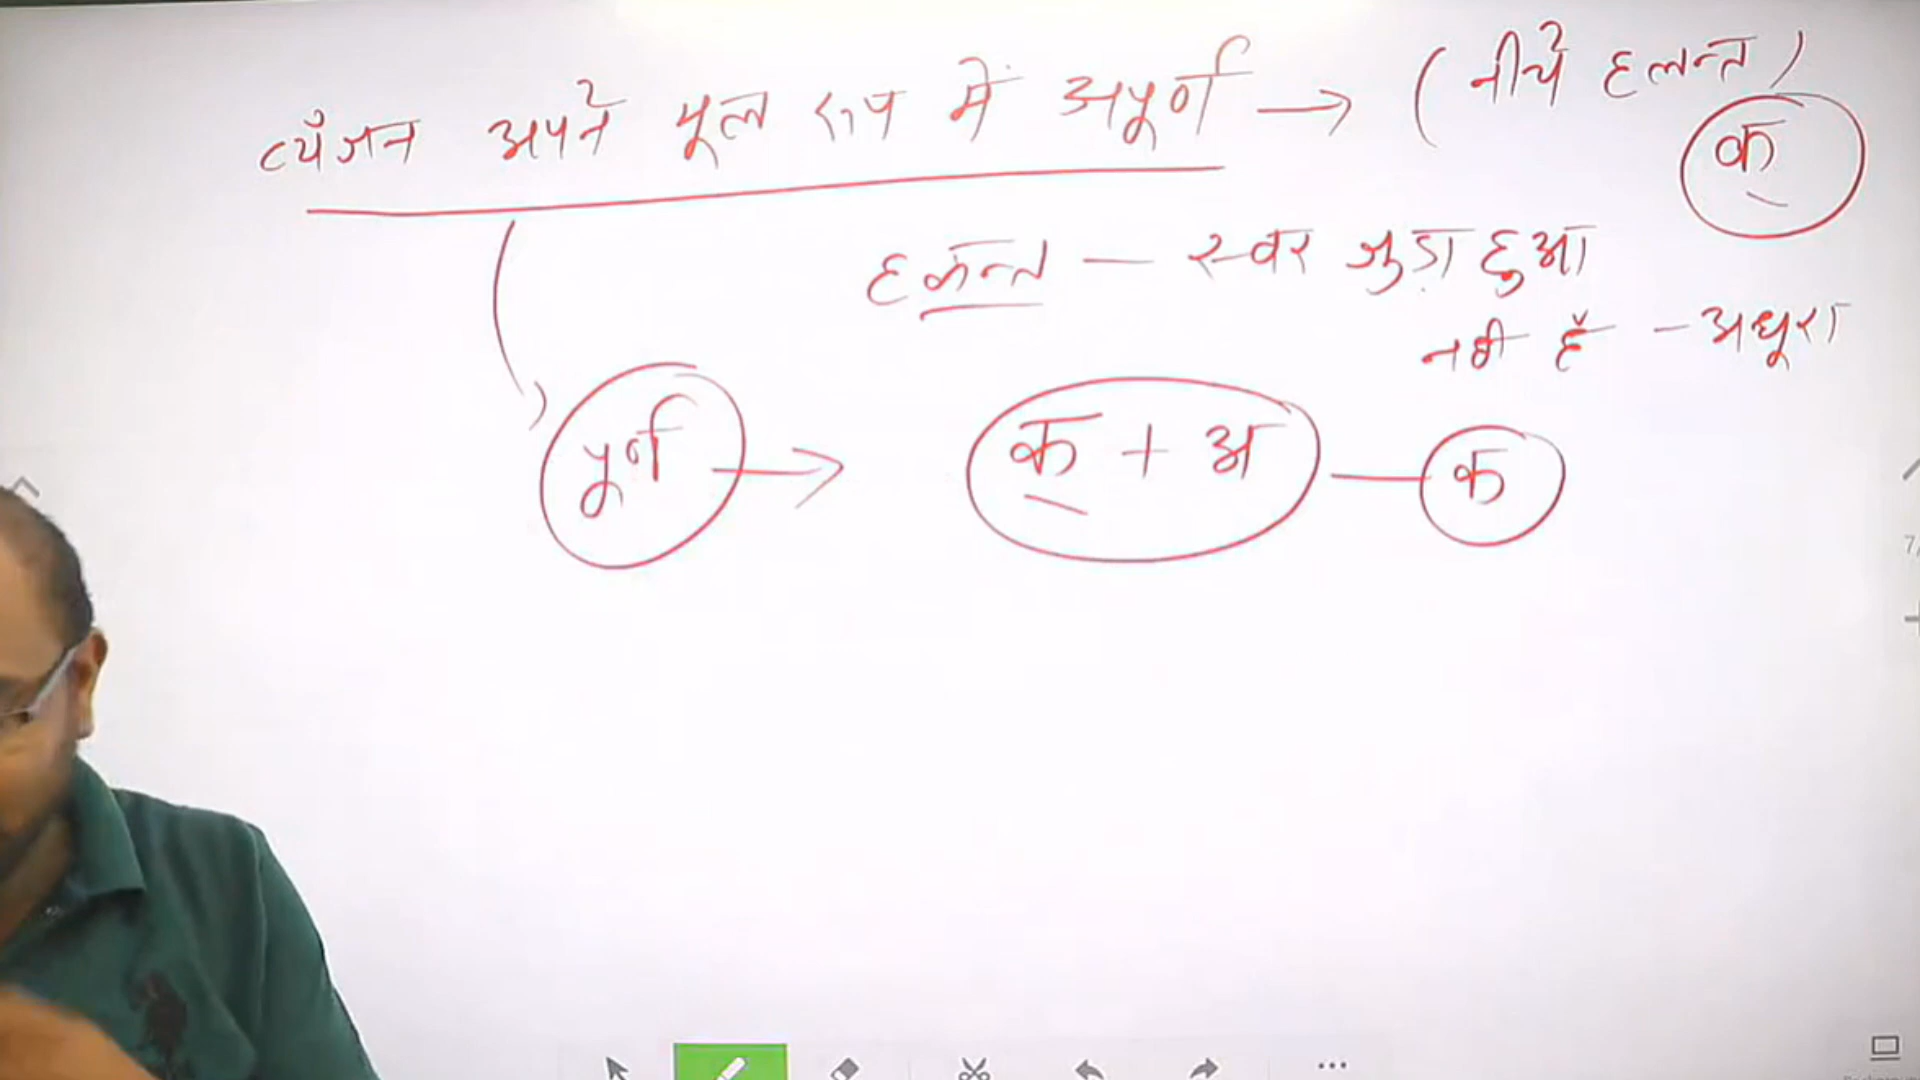 व्यंजन अपने मूल रूप में अपूर्ण → ( नीचे हलन्त )
क्
हलन्त — स्वर जुड़ा हुआ
नही हैं - अधूरा
पूर्ण → क् + अ — क